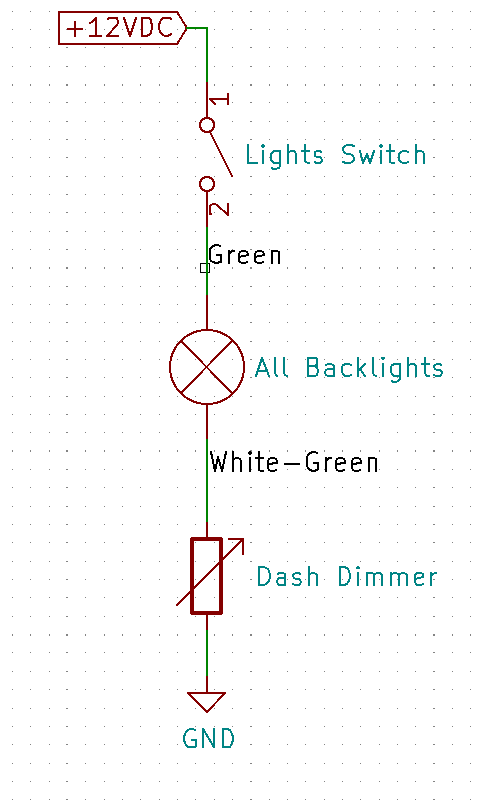 +12VDC
1
Lights Switch
2
Green
All Backlights
White-Green
Dash Dimmer
GND